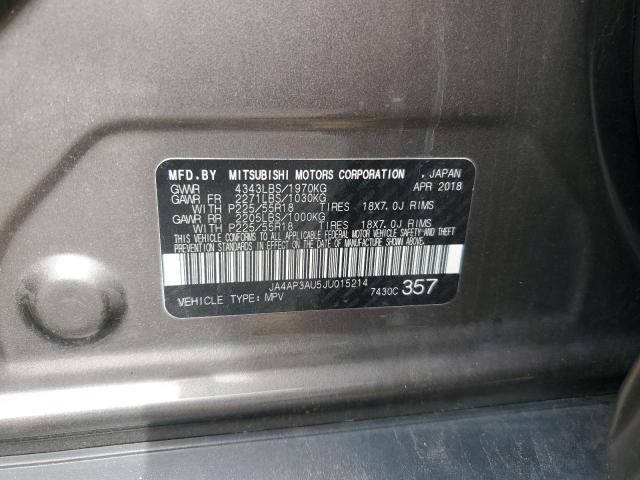 MFD.BY MITSUBISHI MOTORS CORPORATION , JAPAN
GVWR 4343LBS/1970KG APR 2018
GAWR FR 2271LBS/1030KG
WITH P225/55R18 TIRES 18X7.0J RIMS
GAWR RR 2205LBS/1000KG
WITH P225/55R18 TIRES 18X7.0J RIMS
THIS VEHICLE CONFORMS TO ALL APPLICABLE FEDERAL MOTOR VEHICLE SAFETY AND THEFT
PREVENTION STANDARDS IN EFFECT ON THE DATE OF MANUFACTURE SHOWN ABOVE.
JA4AP3AU5JU015214
VEHICLE TYPE: MPV 7430C 357